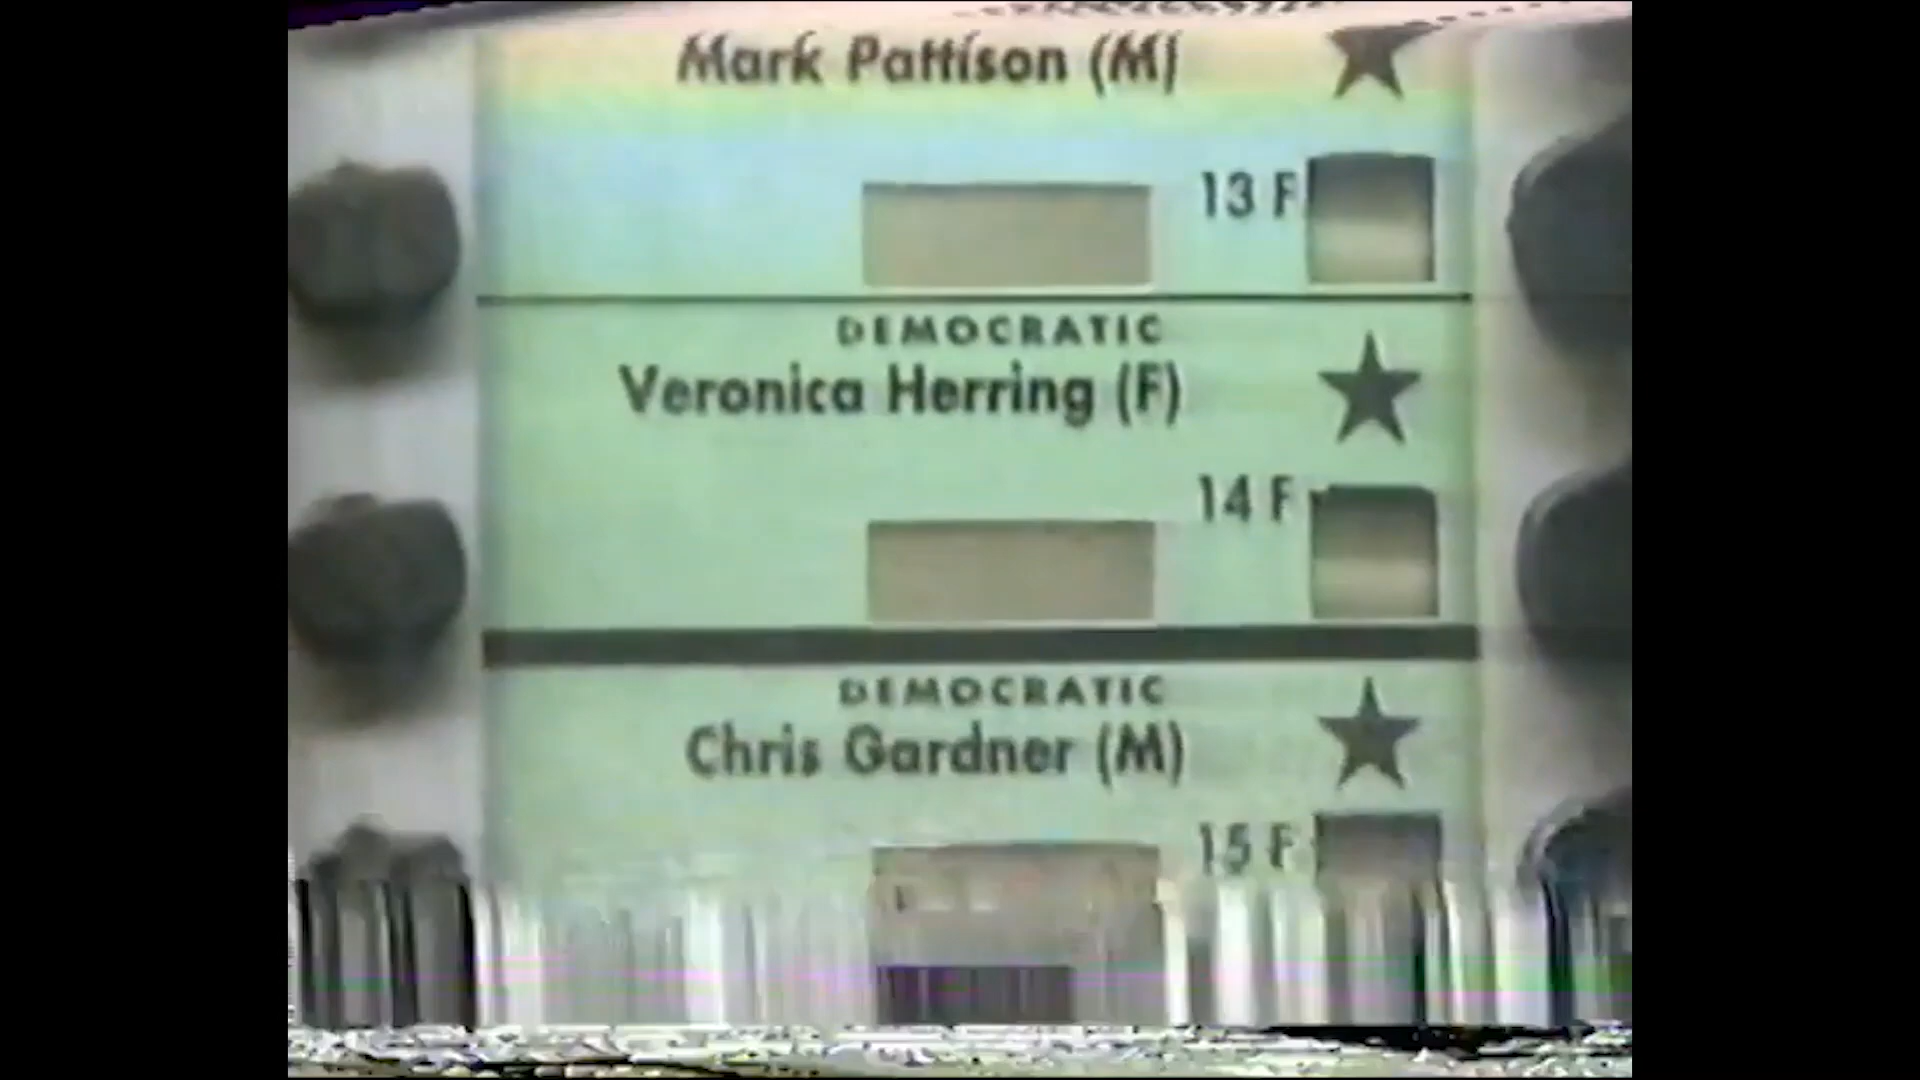 Mark Pattison (M)
13 F
DEMOCRATIC
Veronica Herring (F)
14 F
DEMOCRATIC
Chris Gardner (M)
15 F